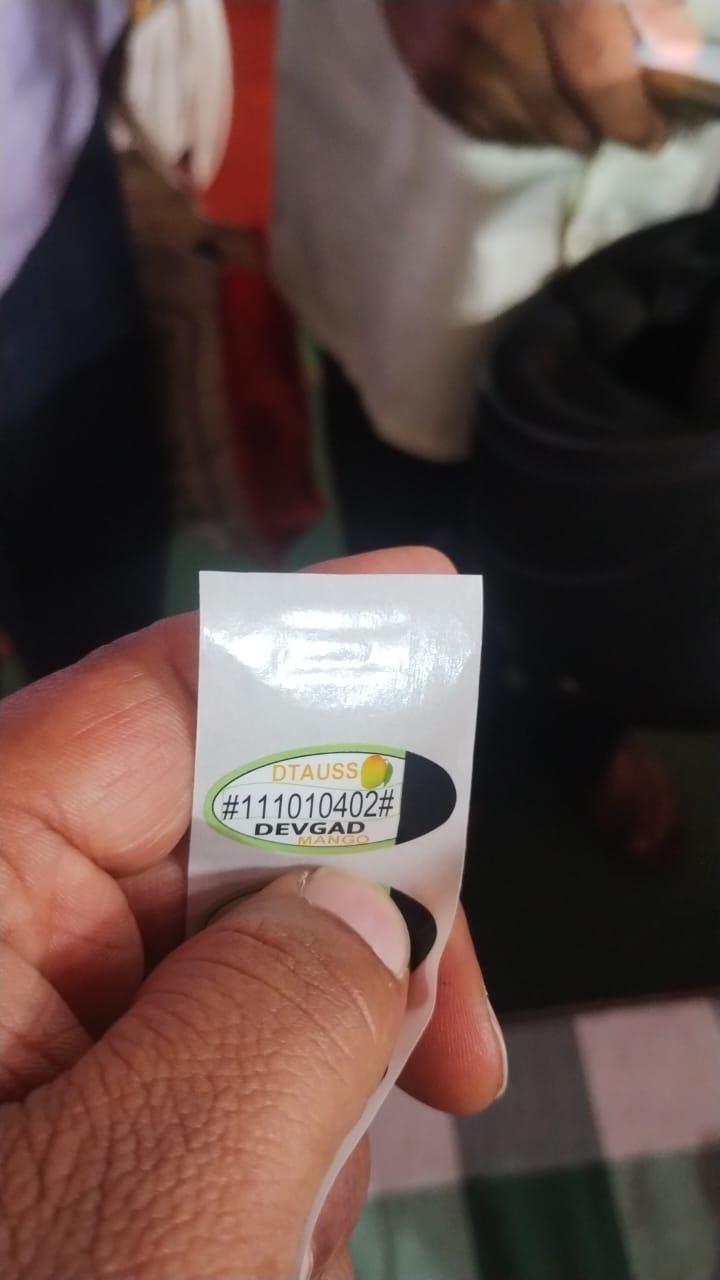 DTAUSS
#111010402#
DEVGAD
MANGO